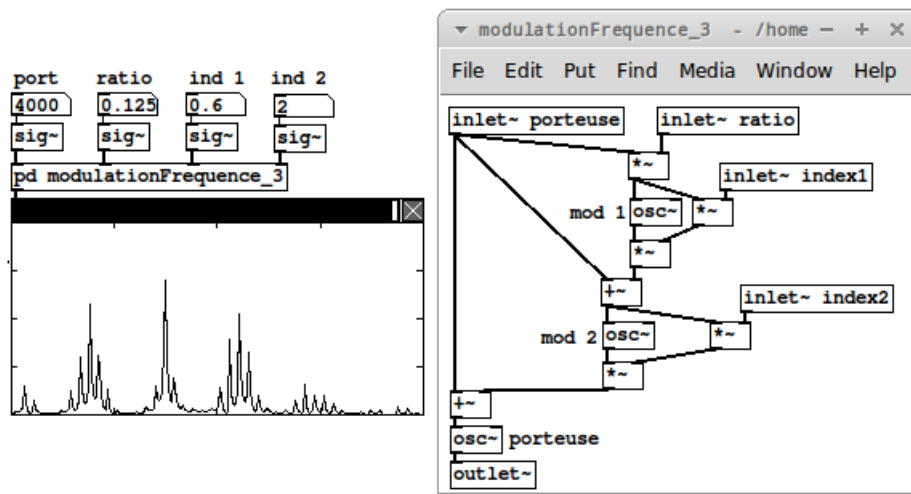 port ratio ind 1 ind 2
4000 0.125 0.6 2
sig~ sig~ sig~ sig~
pd modulationFrequence_3
modulationFrequence_3 - /home
File Edit Put Find Media Window Help
inlet~ porteuse inlet~ ratio
*~
inlet~ index1
mod 1 osc~ *~
*~
+~
inlet~ index2
mod 2 osc~ *~
*~
+~
osc~ porteuse
outlet~